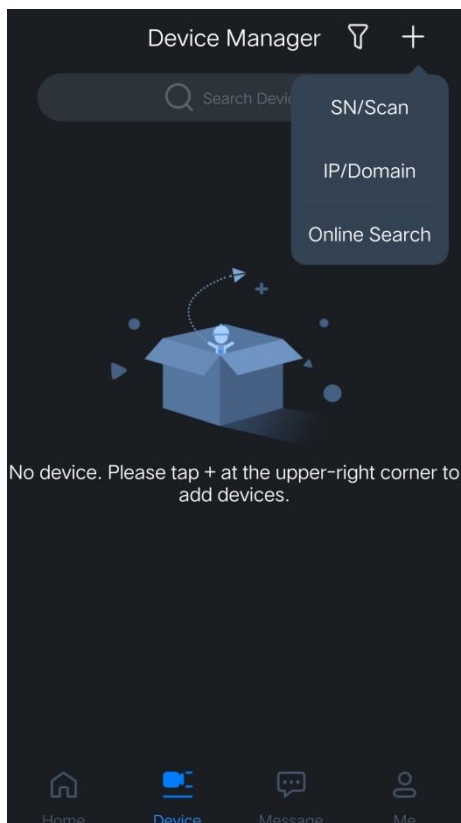 Device Manager
Search Devic
SN/Scan
IP/Domain
Online Search
No device. Please tap + at the upper-right corner to
add devices.
Home
Device
Message
Me